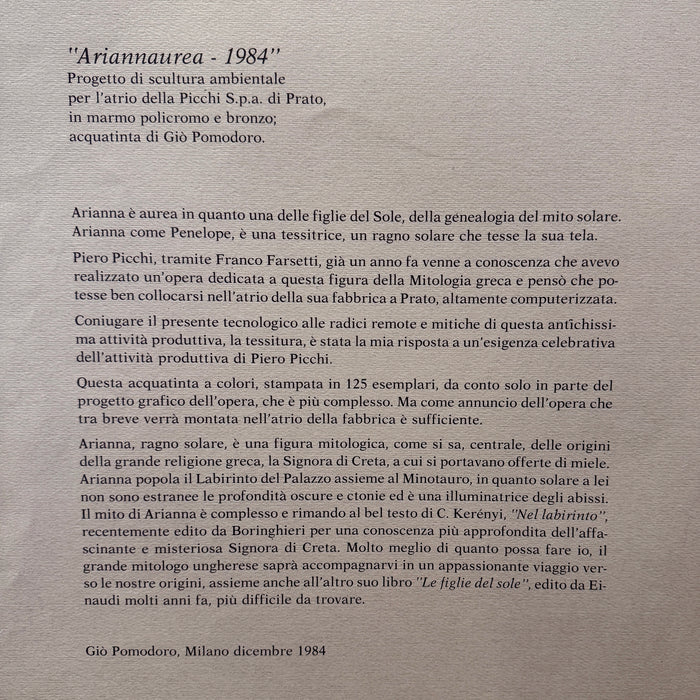 "Ariannaurea - 1984"
Progetto di scultura ambientale
per l'atrio della Picchi S.p.a. di Prato,
in marmo policromo e bronzo;
acquatinta di Giò Pomodoro.
Arianna è aurea in quanto una delle figlie del Sole, della genealogia del mito solare.
Arianna come Penelope, è una tessitrice, un ragno solare che tesse la sua tela.
Piero Picchi, tramite Franco Farsetti, già un anno fa venne a conoscenza che avevo
realizzato un'opera dedicata a questa figura della Mitologia greca e pensò che po-
tesse ben collocarsi nell'atrio della sua fabbrica a Prato, altamente computerizzata.
Coniugare il presente tecnologico alle radici remote e mitiche di questa antichissi-
ma attività produttiva, la tessitura, è stata la mia risposta a un'esigenza celebrativa
dell'attività produttiva di Piero Picchi.
Questa acquatinta a colori, stampata in 125 esemplari, da conto solo in parte del
progetto grafico dell'opera, che è più complesso. Ma come annuncio dell'opera che
tra breve verrà montata nell'atrio della fabbrica è sufficiente.
Arianna, ragno solare, è una figura mitologica, come si sa, centrale, delle origini
della grande religione greca, la Signora di Creta, a cui si portavano offerte di miele.
Arianna popola il Labirinto del Palazzo assieme al Minotauro, in quanto solare a lei
non sono estranee le profondità oscure e ctonie ed è una illuminatrice degli abissi.
Il mito di Arianna è complesso e rimando al bel testo di C. Kerényi, "Nel labirinto",
recentemente edito da Boringhieri per una conoscenza più approfondita dell'affa-
scinante e misteriosa Signora di Creta. Molto meglio di quanto possa fare io, il
grande mitologo ungherese saprà accompagnarvi in un appassionante viaggio ver-
so le nostre origini, assieme anche all'altro suo libro "Le figlie del sole", edito da Ei-
naudi molti anni fa, più difficile da trovare.
Giò Pomodoro, Milano dicembre 1984